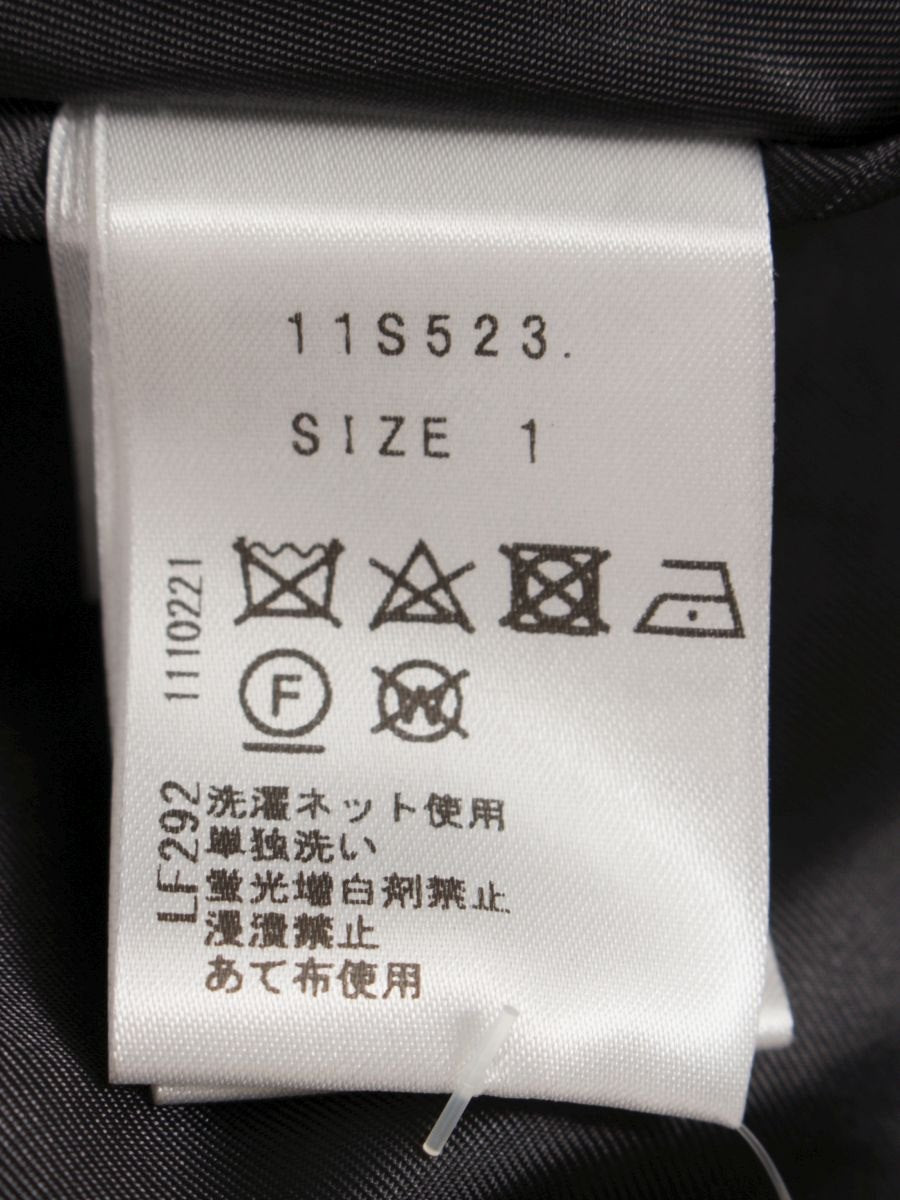 11S523.
SIZE 1
1110221
F
W
LF292
洗濯ネット使用
単独洗い
蛍光増白剤禁止
浸漬禁止
あて布使用